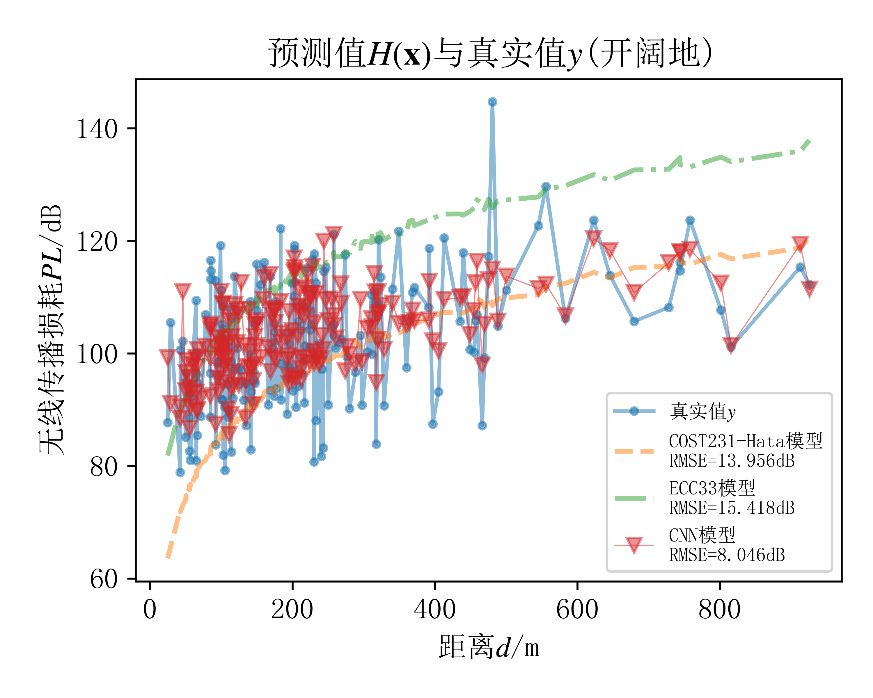 预测值H(x)与真实值y(开阔地)
无线传播损耗PL/dB
140
120
100
80
60
0
200
400
600
800
距离d/m
真实值y
COST231-Hata模型
RMSE=13.956dB
ECC33模型
RMSE=15.418dB
CNN模型
RMSE=8.046dB